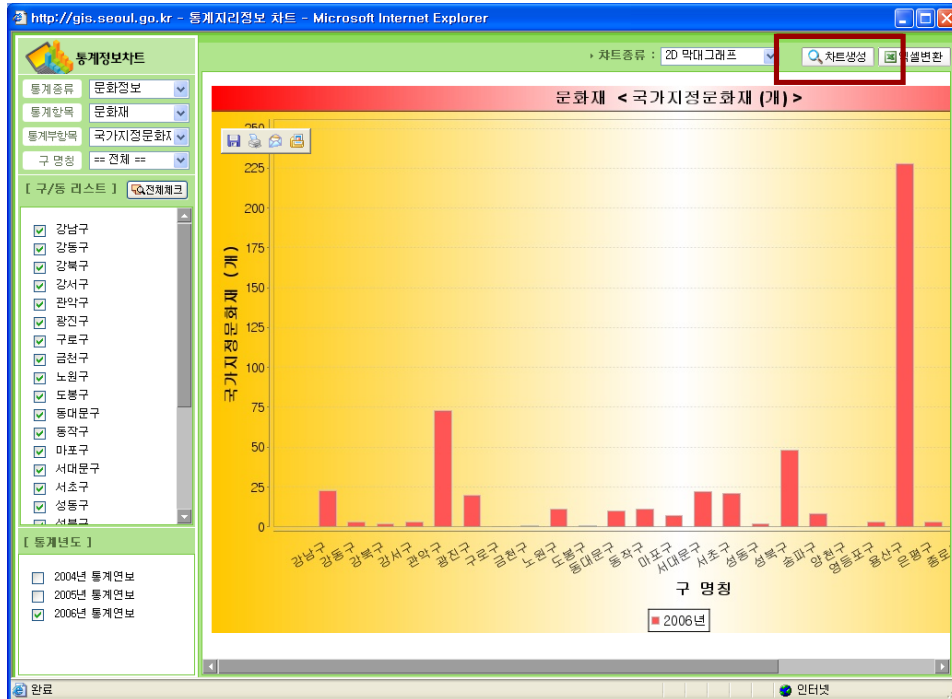 http://gis.seoul.go.kr - 통계지리정보 차트 - Microsoft Internet Explorer
통계정보차트
차트종류 : 2D 막대그래프
차트생성
엑셀변환
통계종류 문화정보
통계항목 문화재
통계부항목 국가지정문화
구 명칭 == 전체 ==
[ 구/동 리스트 ] 전체체크
강남구
강동구
강북구
강서구
관악구
광진구
구로구
금천구
노원구
도봉구
동대문구
동작구
마포구
서대문구
서초구
성동구
성북구
[ 통계년도 ]
2004년 통계연보
2005년 통계연보
2006년 통계연보
문화재 < 국가지정문화재 (개) >
국가지정문화재 (개)
250
225
200
175
150
125
100
75
50
25
0
강남구 강동구 강북구 강서구 관악구 광진구 구로구 금천구 노원구 도봉구 동대문구 동작구 마포구 서대문구 서초구 성동구 성북구 송파구 양천구 영등포구 용산구 은평구 종로
구 명칭
2006년
완료
인터넷